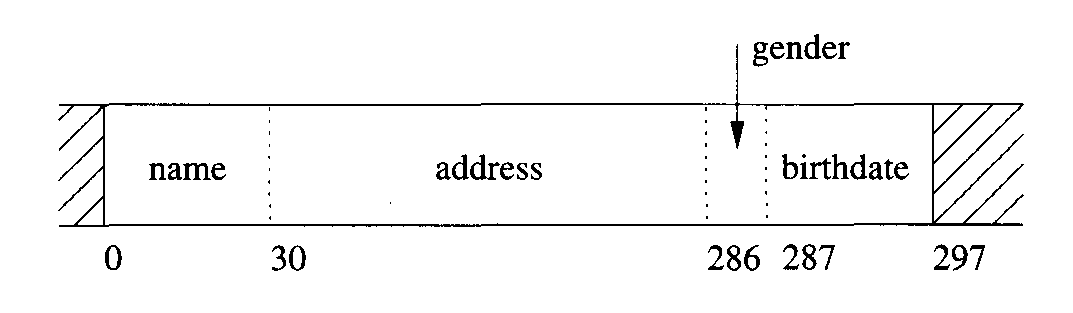 gender
name address birthdate
0 30 286 287 297